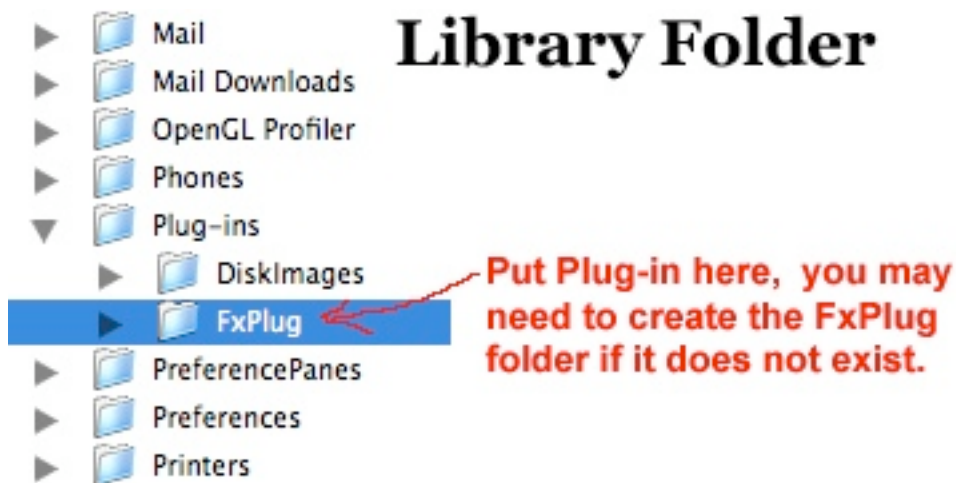 Library Folder
Mail
Mail Downloads
OpenGL Profiler
Phones
Plug-ins
DiskImages
FxPlug
PreferencePanes
Preferences
Printers
Put Plug-in here, you may
need to create the FxPlug
folder if it does not exist.